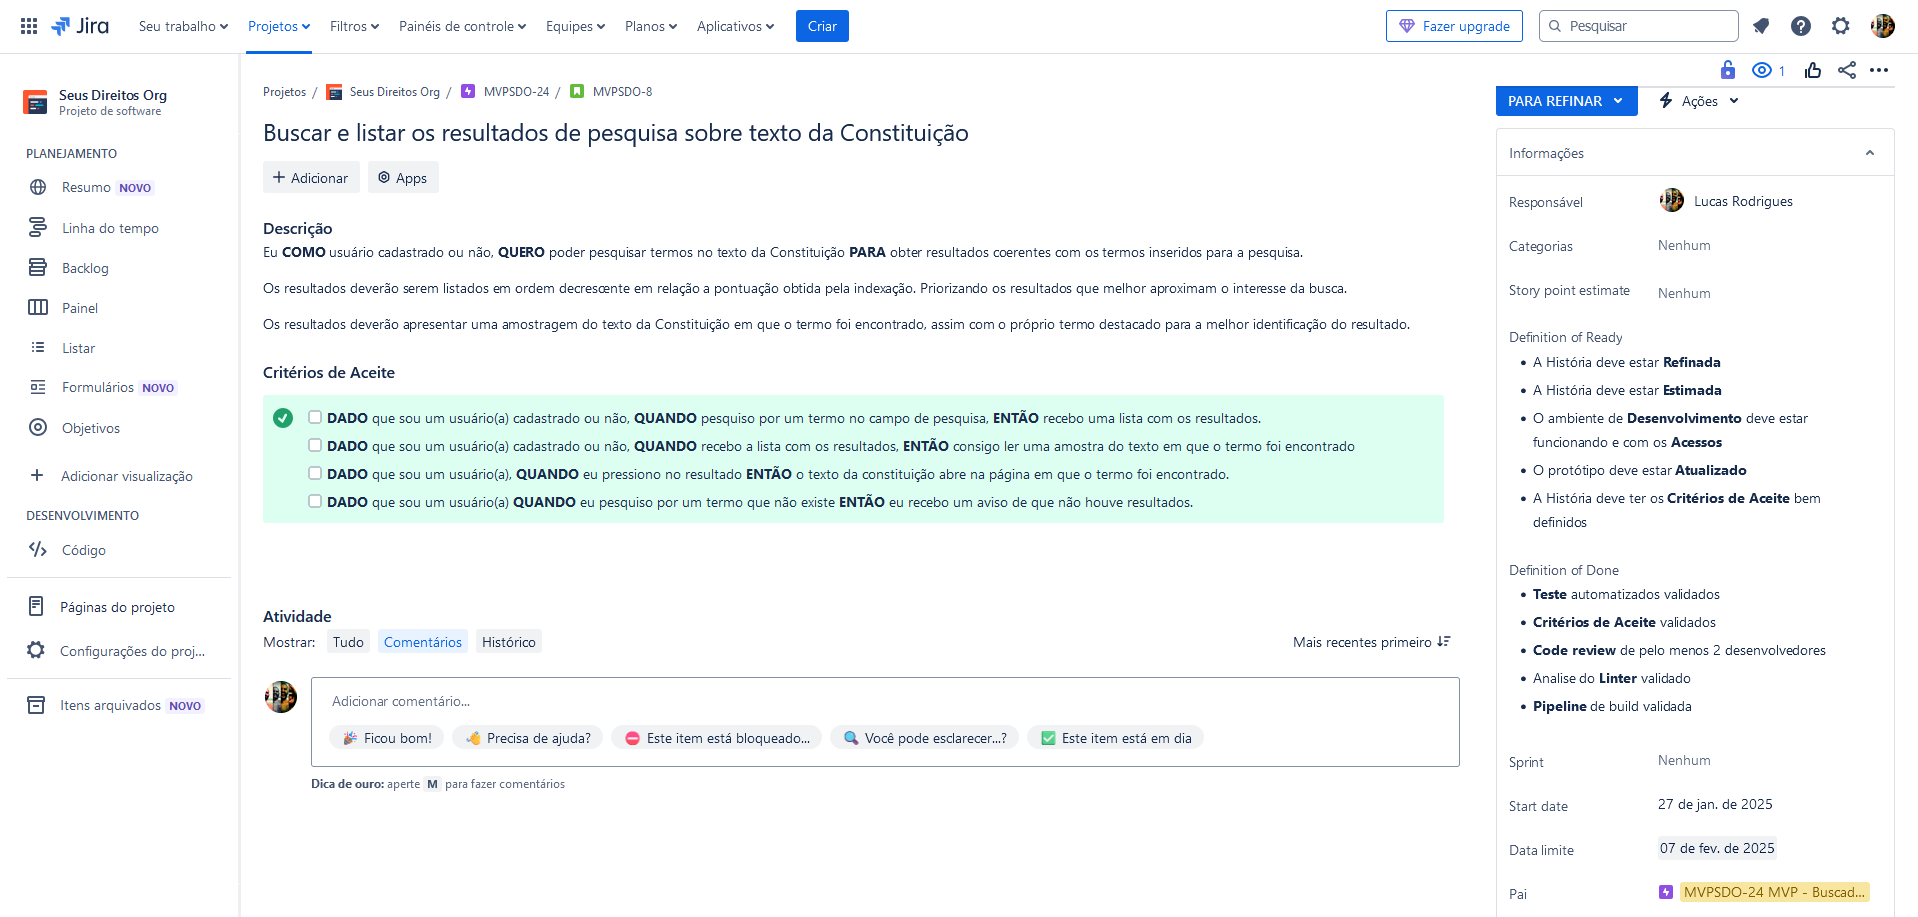 Jira
Seu trabalho
Projetos
Filtros
Painéis de controle
Equipes
Planos
Aplicativos
Criar
Fazer upgrade
Pesquisar
Seus Direitos Org
Projeto de software
PLANEJAMENTO
Resumo NOVO
Linha do tempo
Backlog
Painel
Listar
Formulários NOVO
Objetivos
Adicionar visualização
DESENVOLVIMENTO
Código
Páginas do projeto
Configurações do proj...
Itens arquivados NOVO
Projetos / Seus Direitos Org / MVPSDO-24 / MVPSDO-8
1
Buscar e listar os resultados de pesquisa sobre texto da Constituição
Adicionar
Apps
Descrição
Eu COMO usuário cadastrado ou não, QUERO poder pesquisar termos no texto da Constituição PARA obter resultados coerentes com os termos inseridos para a pesquisa.
Os resultados deverão serem listados em ordem decrescente em relação a pontuação obtida pela indexação. Priorizando os resultados que melhor aproximam o interesse da busca.
Os resultados deverão apresentar uma amostragem do texto da Constituição em que o termo foi encontrado, assim com o próprio termo destacado para a melhor identificação do resultado.
Critérios de Aceite
DADO que sou um usuário(a) cadastrado ou não, QUANDO pesquiso por um termo no campo de pesquisa, ENTÃO recebo uma lista com os resultados.
DADO que sou um usuário(a) cadastrado ou não, QUANDO recebo a lista com os resultados, ENTÃO consigo ler uma amostra do texto em que o termo foi encontrado
DADO que sou um usuário(a), QUANDO eu pressiono no resultado ENTÃO o texto da constituição abre na página em que o termo foi encontrado.
DADO que sou um usuário(a) QUANDO eu pesquiso por um termo que não existe ENTÃO eu recebo um aviso de que não houve resultados.
Atividade
Mostrar: Tudo Comentários Histórico
Mais recentes primeiro
Adicionar comentário...
Ficou bom!
Precisa de ajuda?
Este item está bloqueado...
Você pode esclarecer...?
Este item está em dia
Dica de ouro: aperte M para fazer comentários
PARA REFINAR
Ações
Informações
Responsável
Lucas Rodrigues
Categorias
Nenhum
Story point estimate
Nenhum
Definition of Ready
• A História deve estar Refinada
• A História deve estar Estimada
• O ambiente de Desenvolvimento deve estar
funcionando e com os Acessos
• O protótipo deve estar Atualizado
• A História deve ter os Critérios de Aceite bem
definidos
Definition of Done
• Teste automatizados validados
• Critérios de Aceite validados
• Code review de pelo menos 2 desenvolvedores
• Analise do Linter validado
• Pipeline de build validada
Sprint
Nenhum
Start date
27 de jan. de 2025
Data limite
07 de fev. de 2025
Pai
MVPSDO-24 MVP - Buscad...